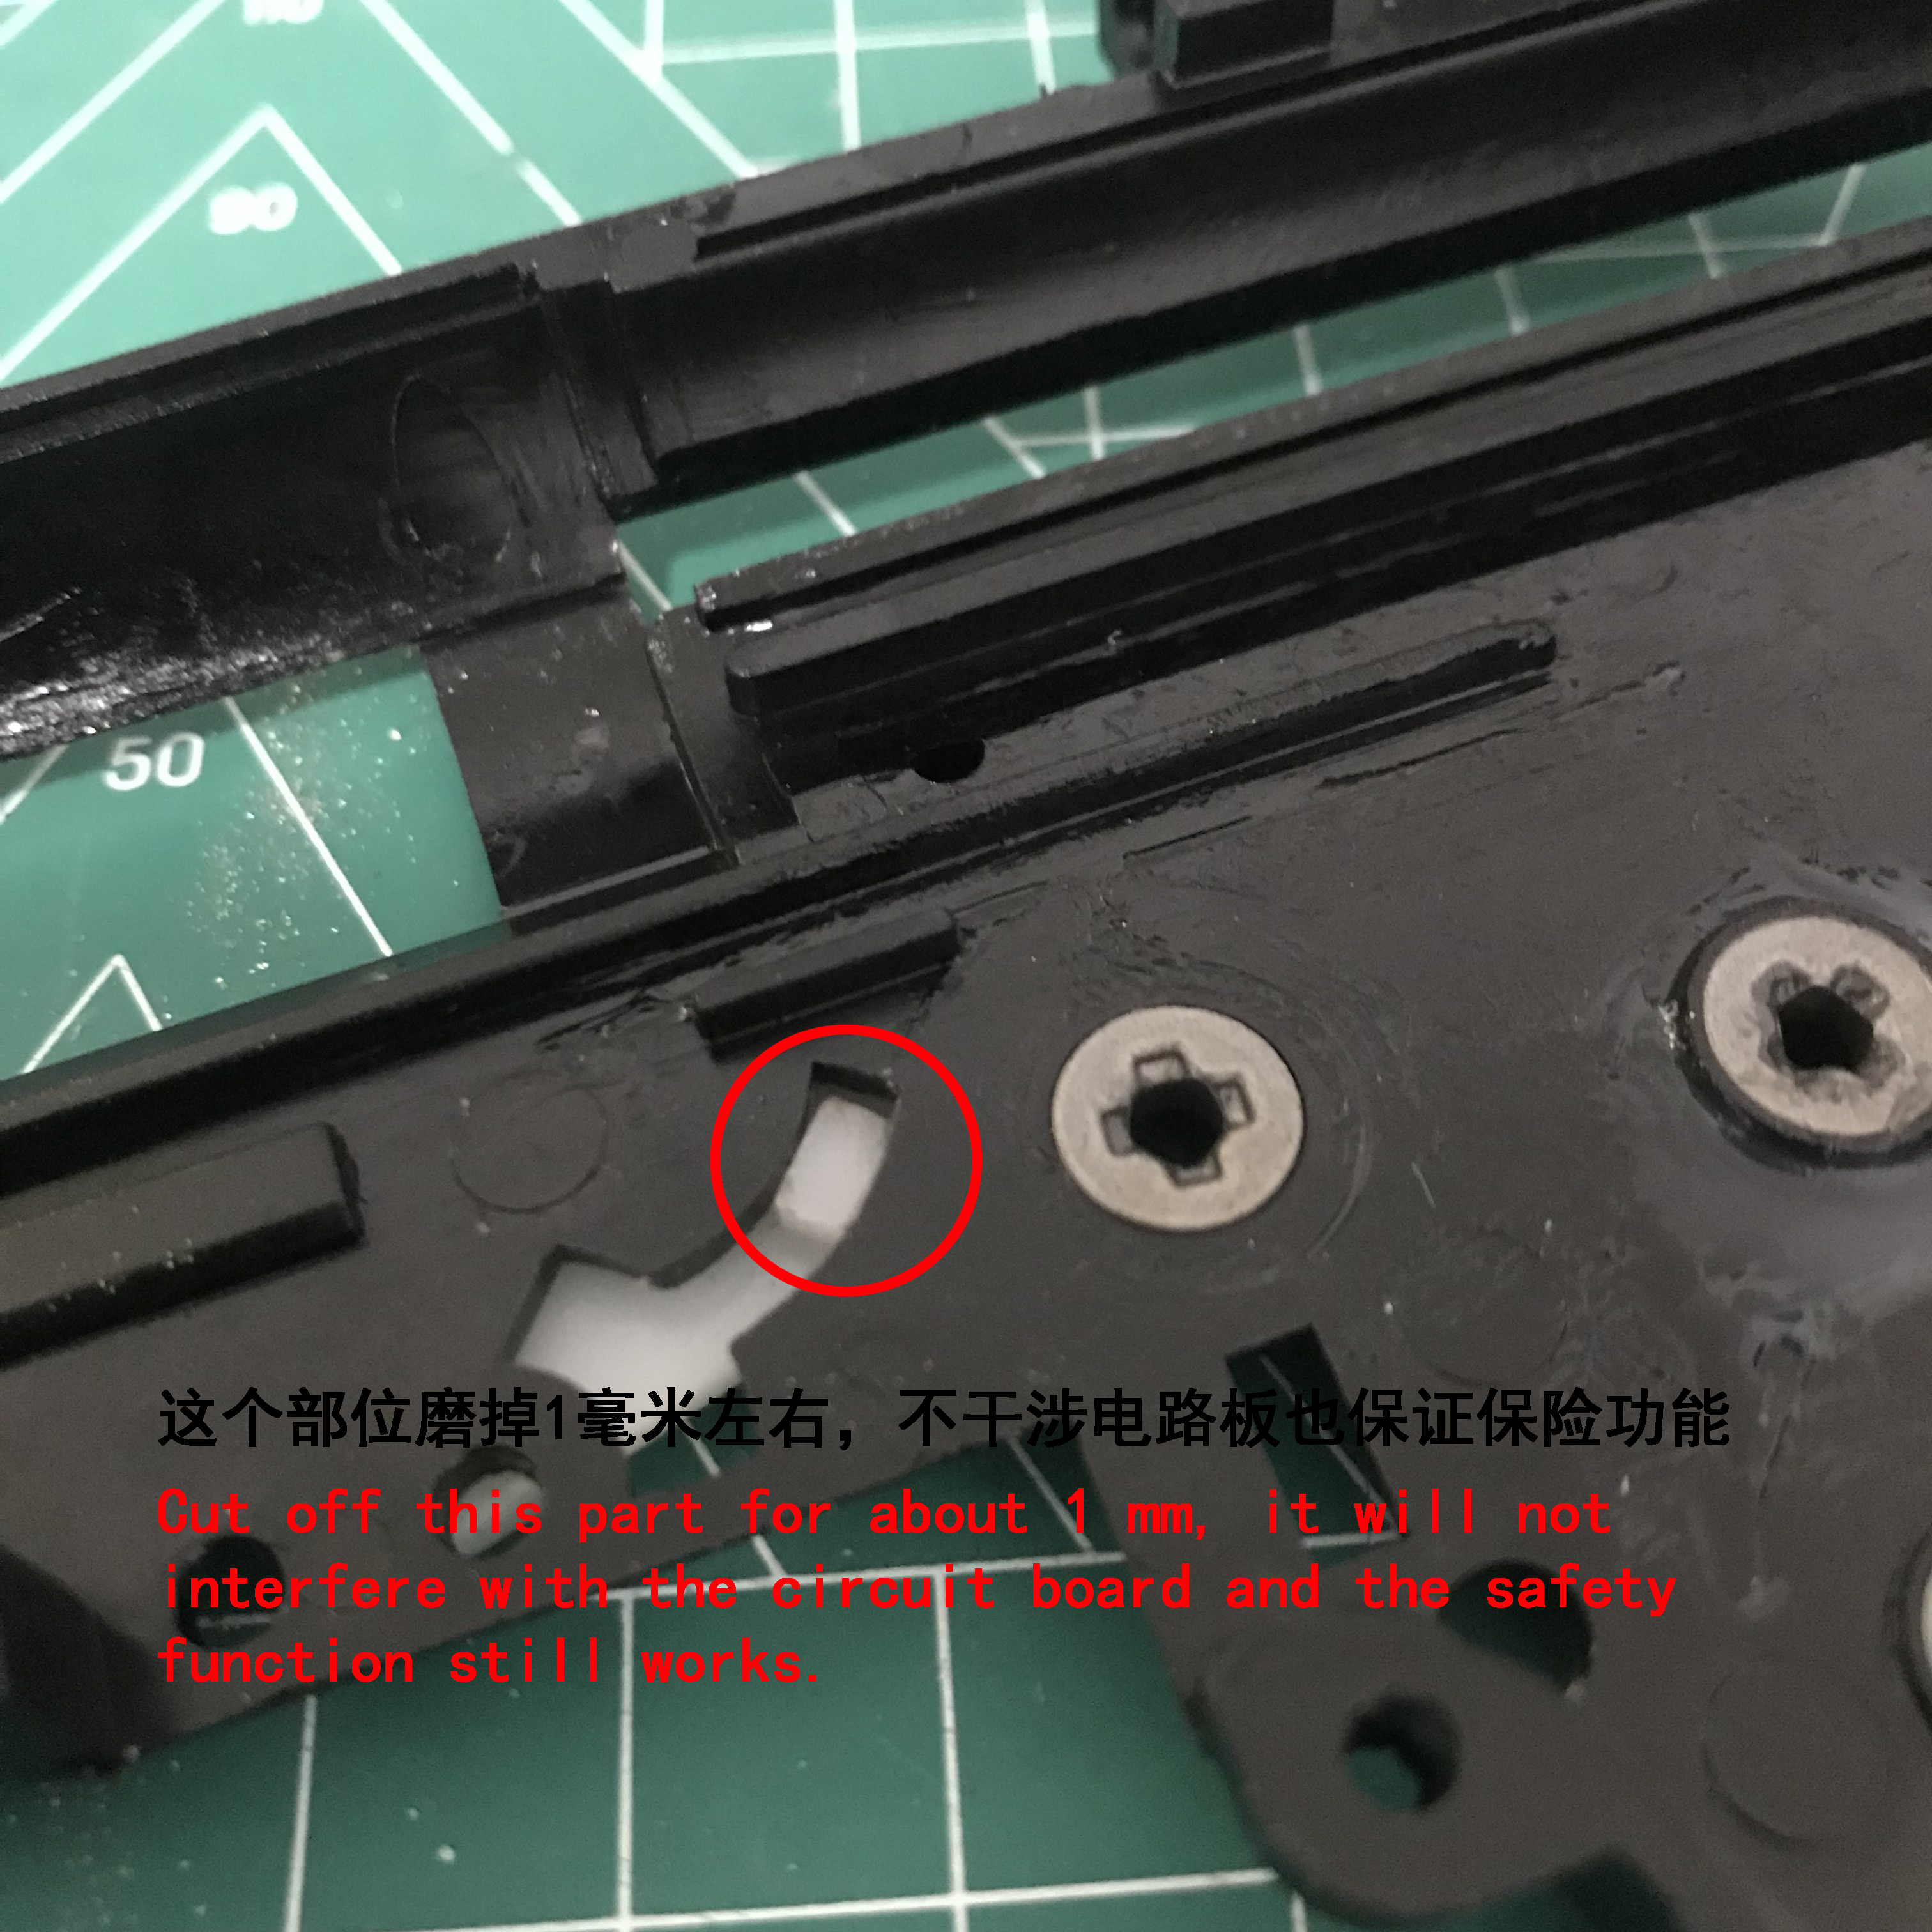 110
90
50
这个部位磨掉1毫米左右，不干涉电路板也保证保险功能
Cut off this part for about 1 mm, it will not
interfere with the circuit board and the safety
function still works.